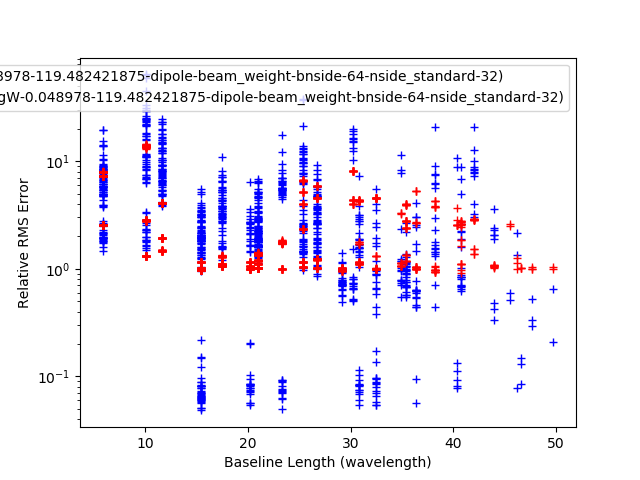 8978-119.482421875-dipole-beam_weight-bnside-64-nside_standard-32)
gW-0.048978-119.482421875-dipole-beam_weight-bnside-64-nside_standard-32)
Relative RMS Error
10¹
10⁰
10⁻¹
10 20 30 40 50
Baseline Length (wavelength)